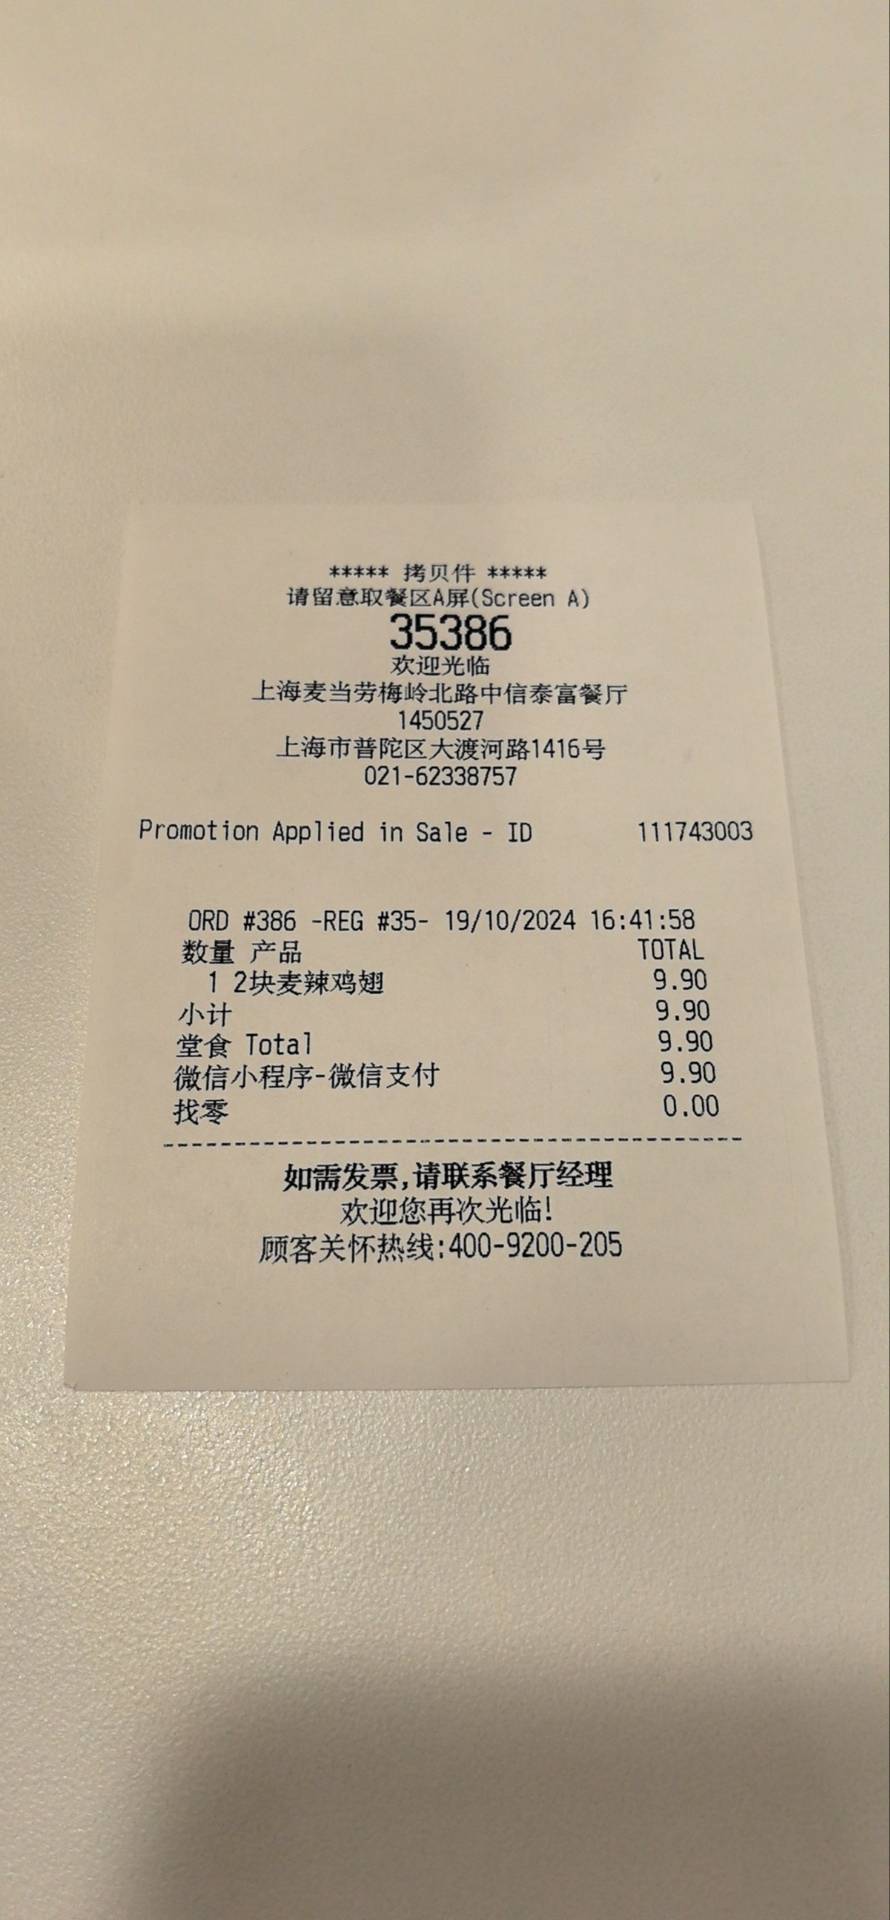 ***** 拷贝件 *****
请留意取餐区A屏(Screen A)
35386
欢迎光临
上海麦当劳梅岭北路中信泰富餐厅
1450527
上海市普陀区大渡河路1416号
021-62338757
Promotion Applied in Sale - ID 111743003
ORD #386 -REG #35- 19/10/2024 16:41:58
数量 产品 TOTAL
1 2块麦辣鸡翅 9.90
小计 9.90
堂食 Total 9.90
微信小程序-微信支付 9.90
找零 0.00
如需发票,请联系餐厅经理
欢迎您再次光临!
顾客关怀热线:400-9200-205